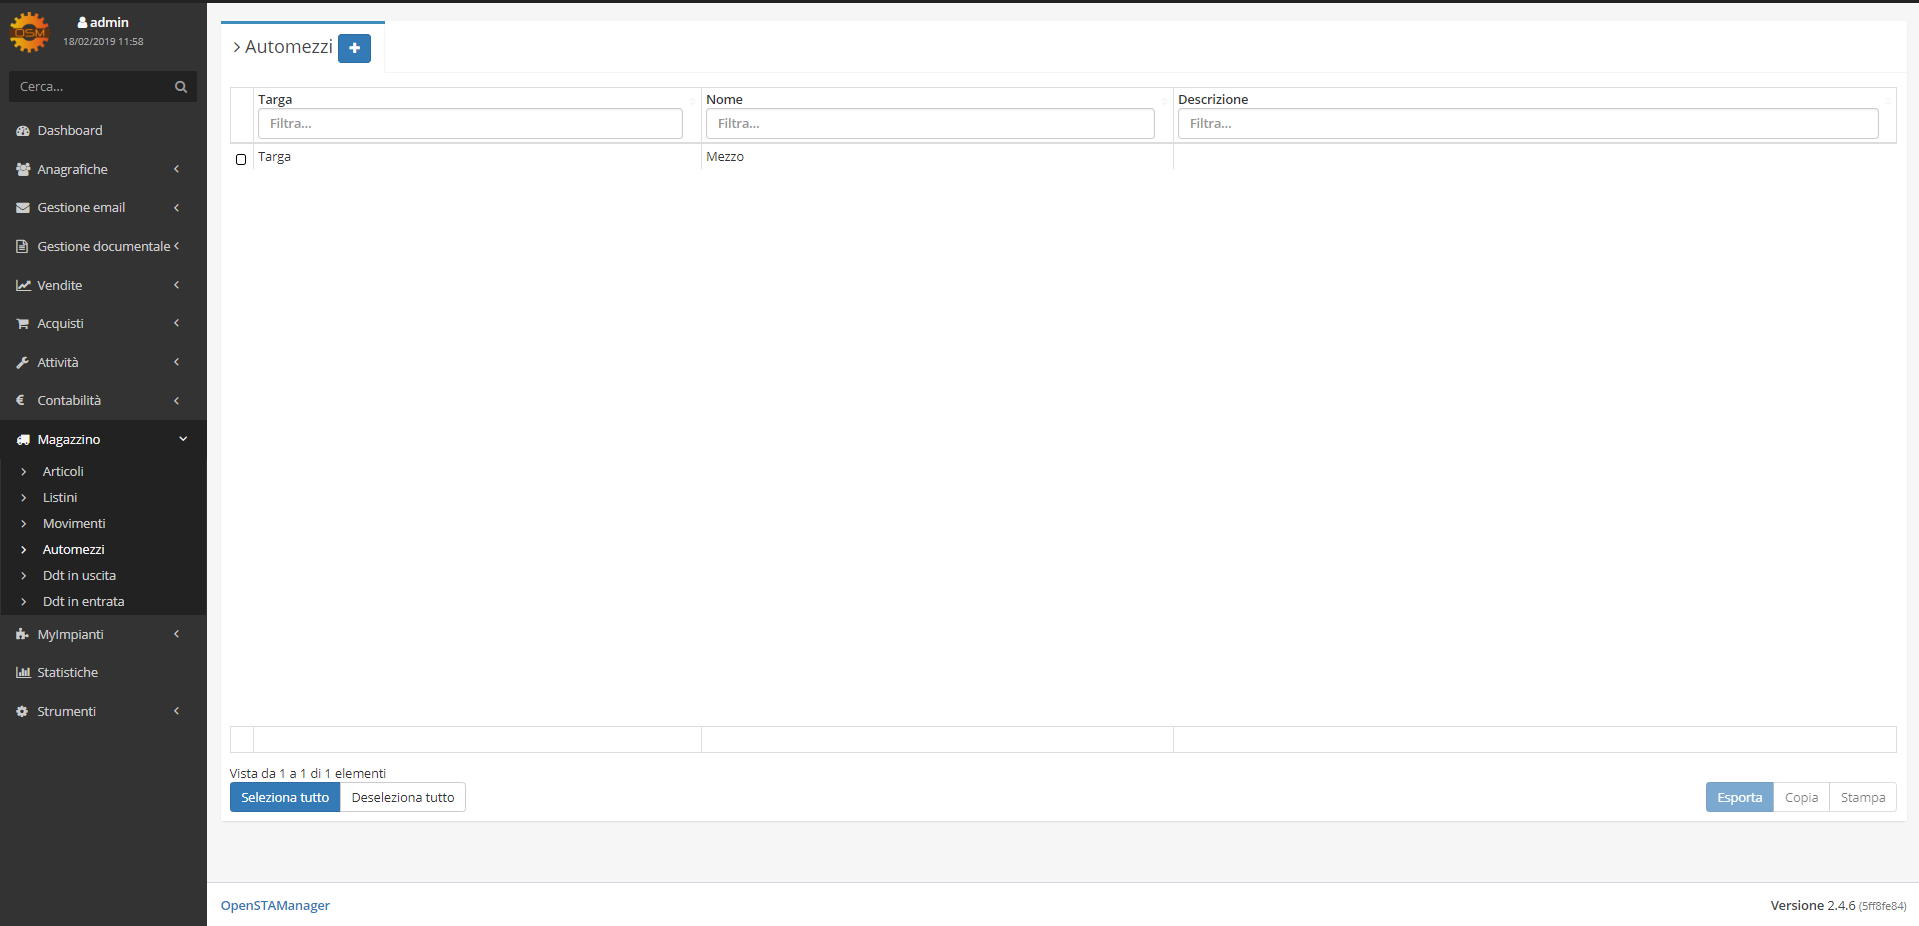 OSM
admin
18/02/2019 11:58
Cerca...
Dashboard
Anagrafiche
Gestione email
Gestione documentale
Vendite
Acquisti
Attività
Contabilità
Magazzino
Articoli
Listini
Movimenti
Automezzi
Ddt in uscita
Ddt in entrata
MyImpianti
Statistiche
Strumenti
Automezzi
Targa Nome Descrizione
Filtra... Filtra... Filtra...
Targa Mezzo
Vista da 1 a 1 di 1 elementi
Seleziona tutto Deseleziona tutto Esporta Copia Stampa
OpenSTAManager Versione 2.4.6 (5ff8fe84)